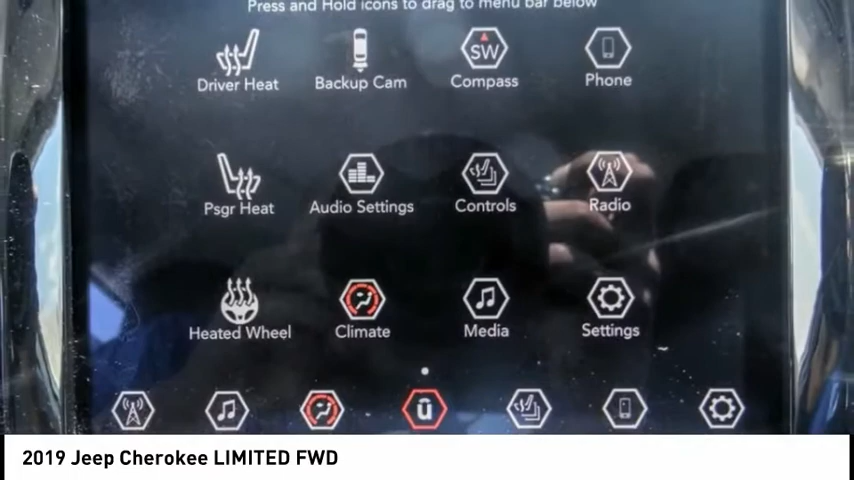 Press and Hold icons to drag to menu bar below
Driver Heat Backup Cam SW Compass Phone
Psgr Heat Audio Settings Controls Radio
Heated Wheel Climate Media Settings
û
2019 Jeep Cherokee LIMITED FWD